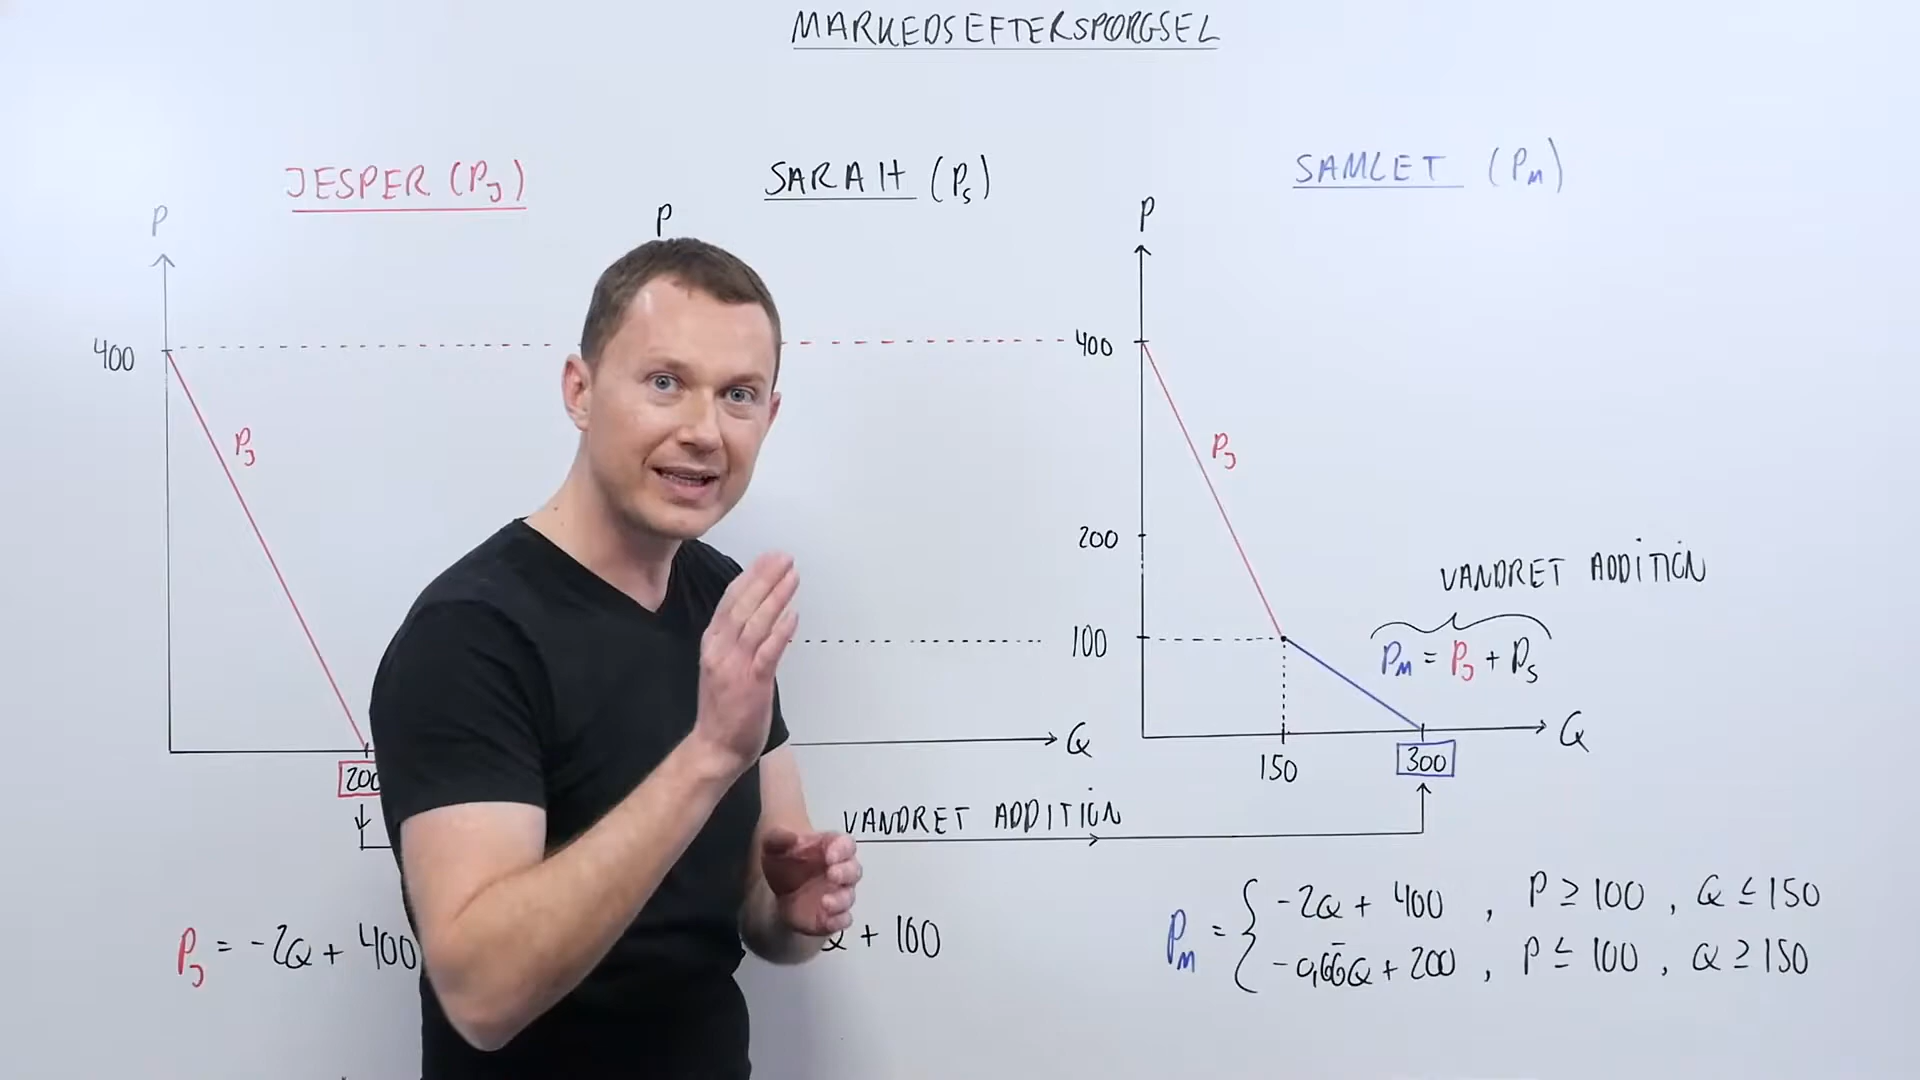 MARKEDSEFTERSPØRGSEL
JESPER (PJ)
SARAH (PS)
SAMLET (PM)
P
P
P
400
400
PJ
PJ
200
VANDRET ADDITION
100
PM = PJ + PS
Q
Q
200
150
300
VANDRET ADDITION
PJ = -2Q + 400
Q + 100
PM = { -2Q + 400 , P ≥ 100 , Q ≤ 150
-0,66Q + 200 , P ≤ 100 , Q ≥ 150